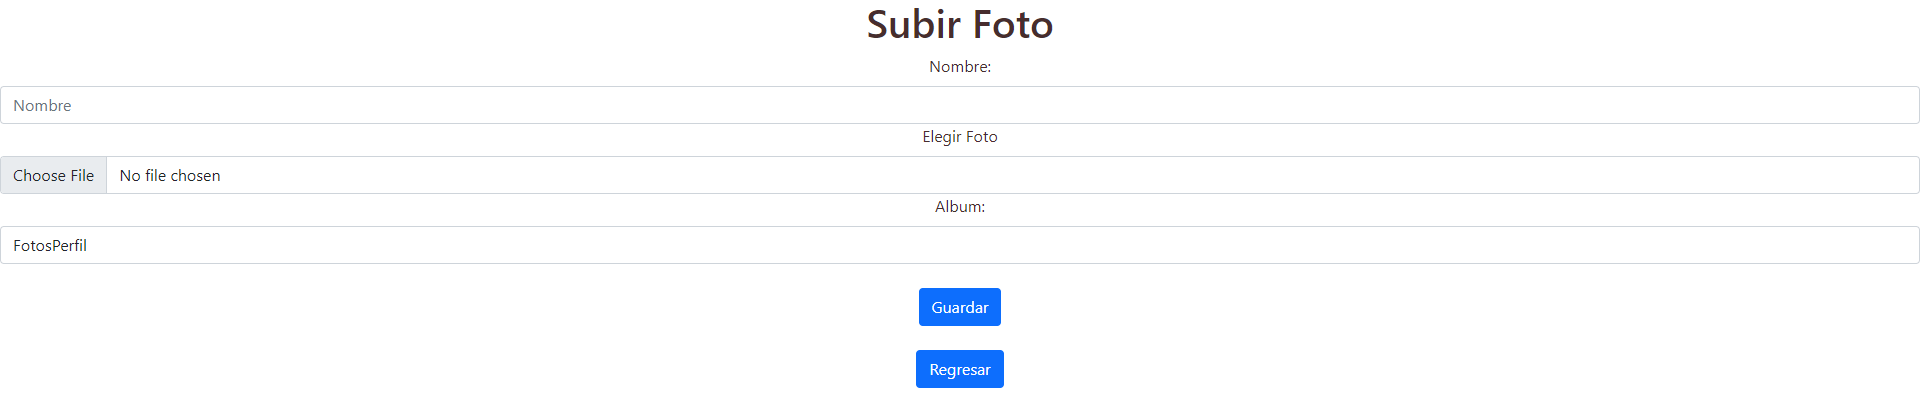 Subir Foto
Nombre:
Nombre
Elegir Foto
Choose File No file chosen
Album:
FotosPerfil
Guardar
Regresar